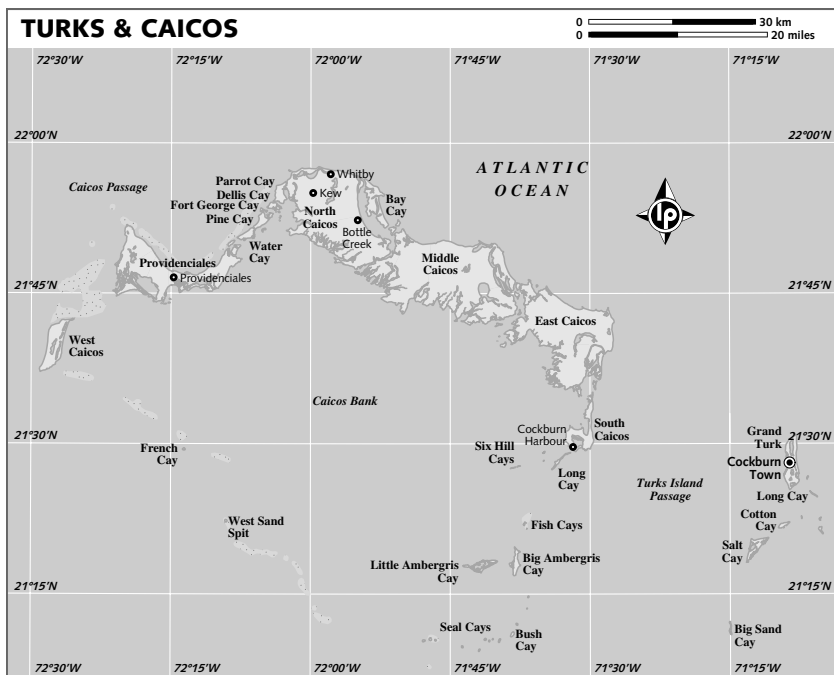 TURKS & CAICOS
0 30 km
0 20 miles
72°30'W 72°15'W 72°00'W 71°45'W 71°30'W 71°15'W
22°00'N 22°00'N
ATLANTIC
OCEAN
Caicos Passage
Parrot Cay
Dellis Cay
Fort George Cay
Pine Cay
Whitby
Kew
North
Caicos
Bay
Cay
Bottle
Creek
Water
Cay
Providenciales
Providenciales
Middle
Caicos
lp
21°45'N 21°45'N
West
Caicos
East Caicos
Caicos Bank
21°30'N 21°30'N
French
Cay
Cockburn
Harbour
South
Caicos
Six Hill
Cays
Long
Cay
Grand
Turk
Cockburn
Town
Turks Island
Passage
Long Cay
Cotton
Cay
Salt
Cay
West Sand
Spit
Fish Cays
Little Ambergris
Cay
Big Ambergris
Cay
21°15'N 21°15'N
Seal Cays
Bush
Cay
Big Sand
Cay
72°30'W 72°15'W 72°00'W 71°45'W 71°30'W 71°15'W